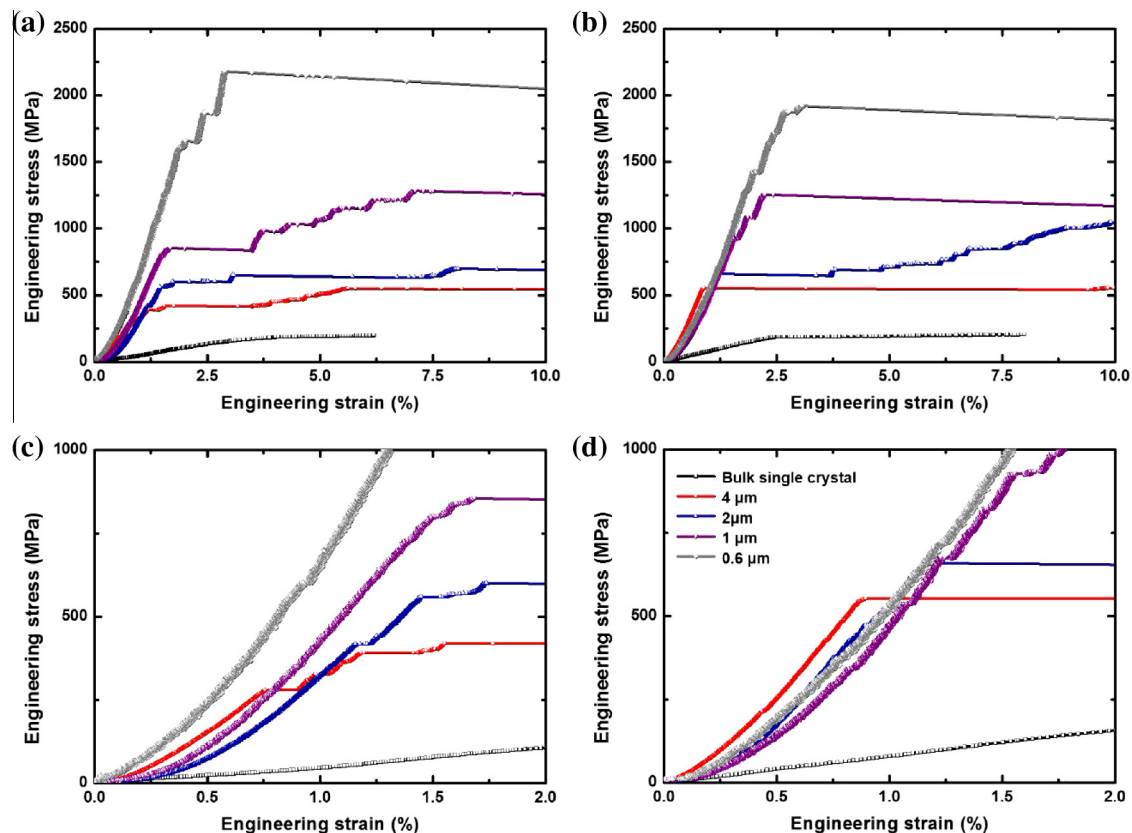 (a)
2500
2000
1500
1000
500
0
0.0 2.5 5.0 7.5 10.0
Engineering stress (MPa)
Engineering strain (%)
(b)
2500
2000
1500
1000
500
0
0.0 2.5 5.0 7.5 10.0
Engineering stress (MPa)
Engineering strain (%)
(c)
1000
500
0
0.0 0.5 1.0 1.5 2.0
Engineering stress (MPa)
Engineering strain (%)
(d)
1000
500
0
0.0 0.5 1.0 1.5 2.0
Engineering stress (MPa)
Engineering strain (%)
Bulk single crystal
4 µm
2µm
1 µm
0.6 µm